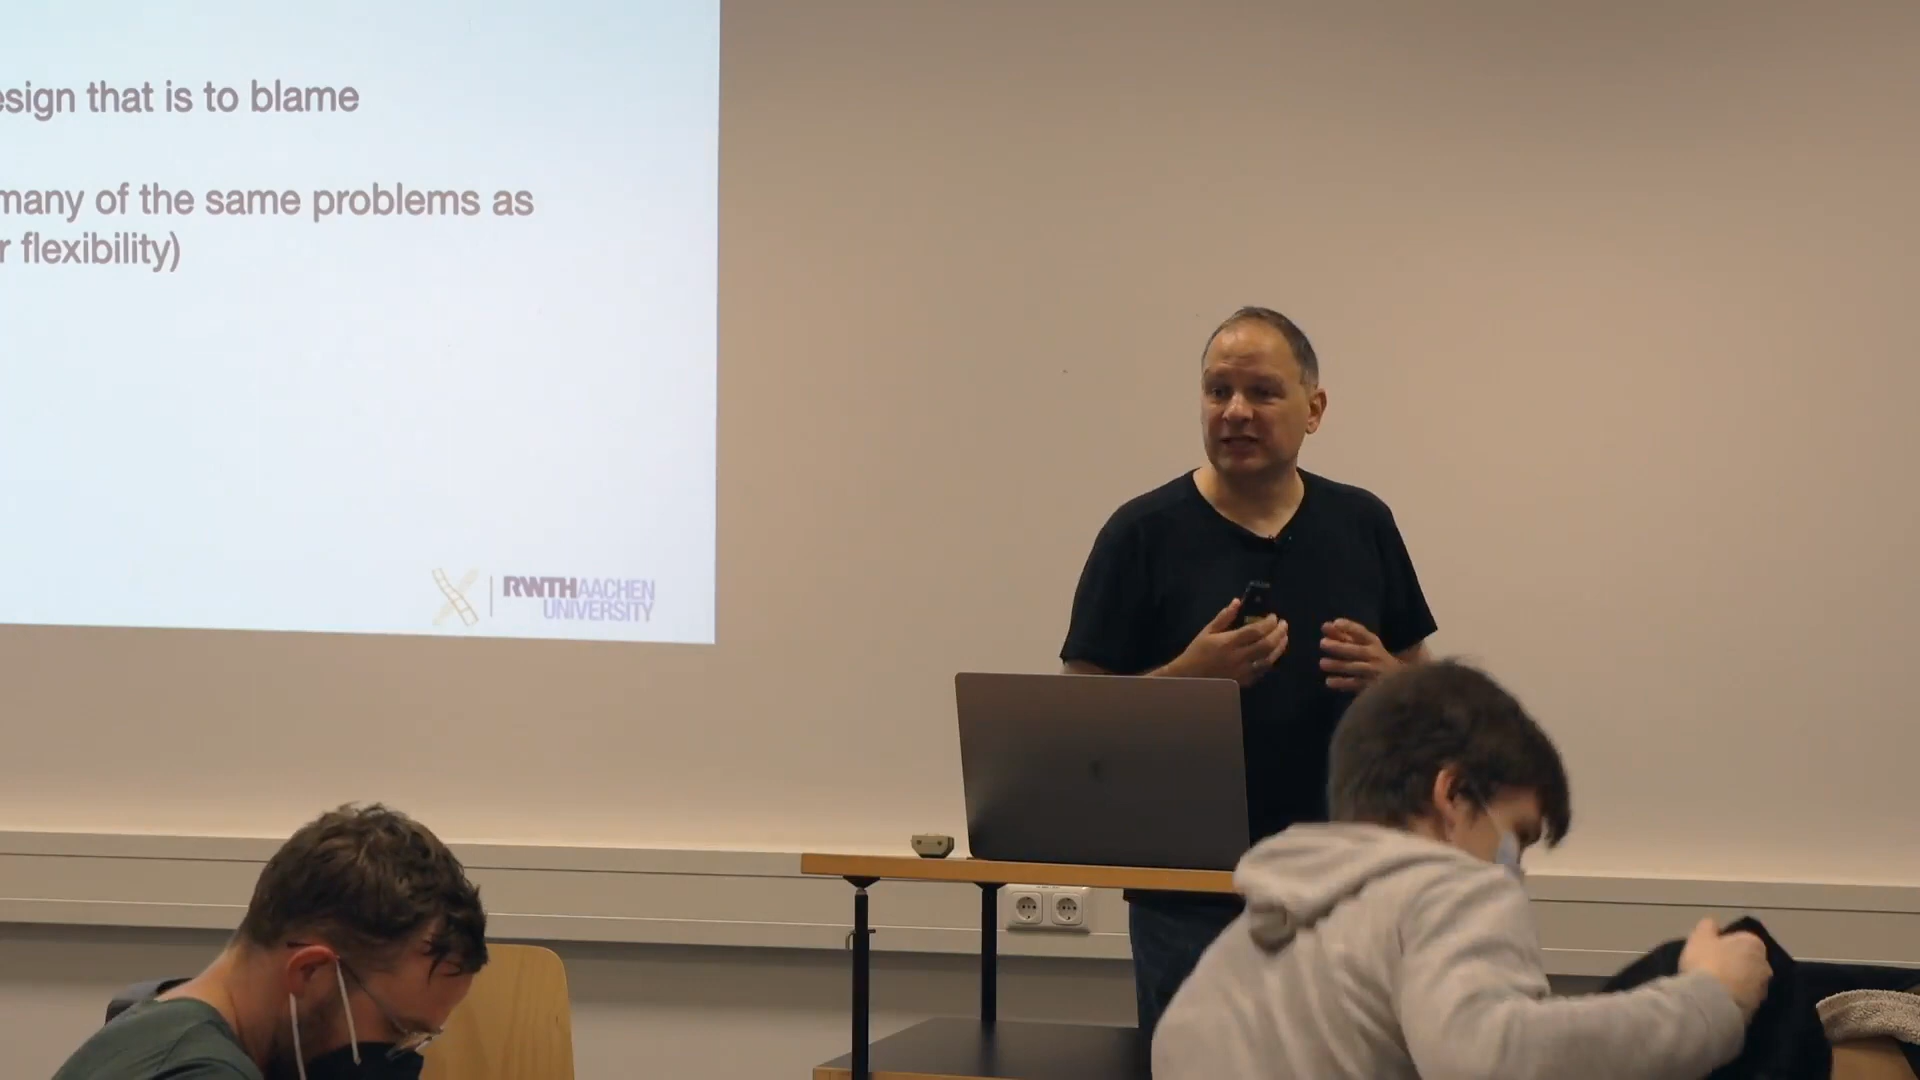 esign that is to blame
many of the same problems as
r flexibility)
RWTHAACHEN
UNIVERSITY